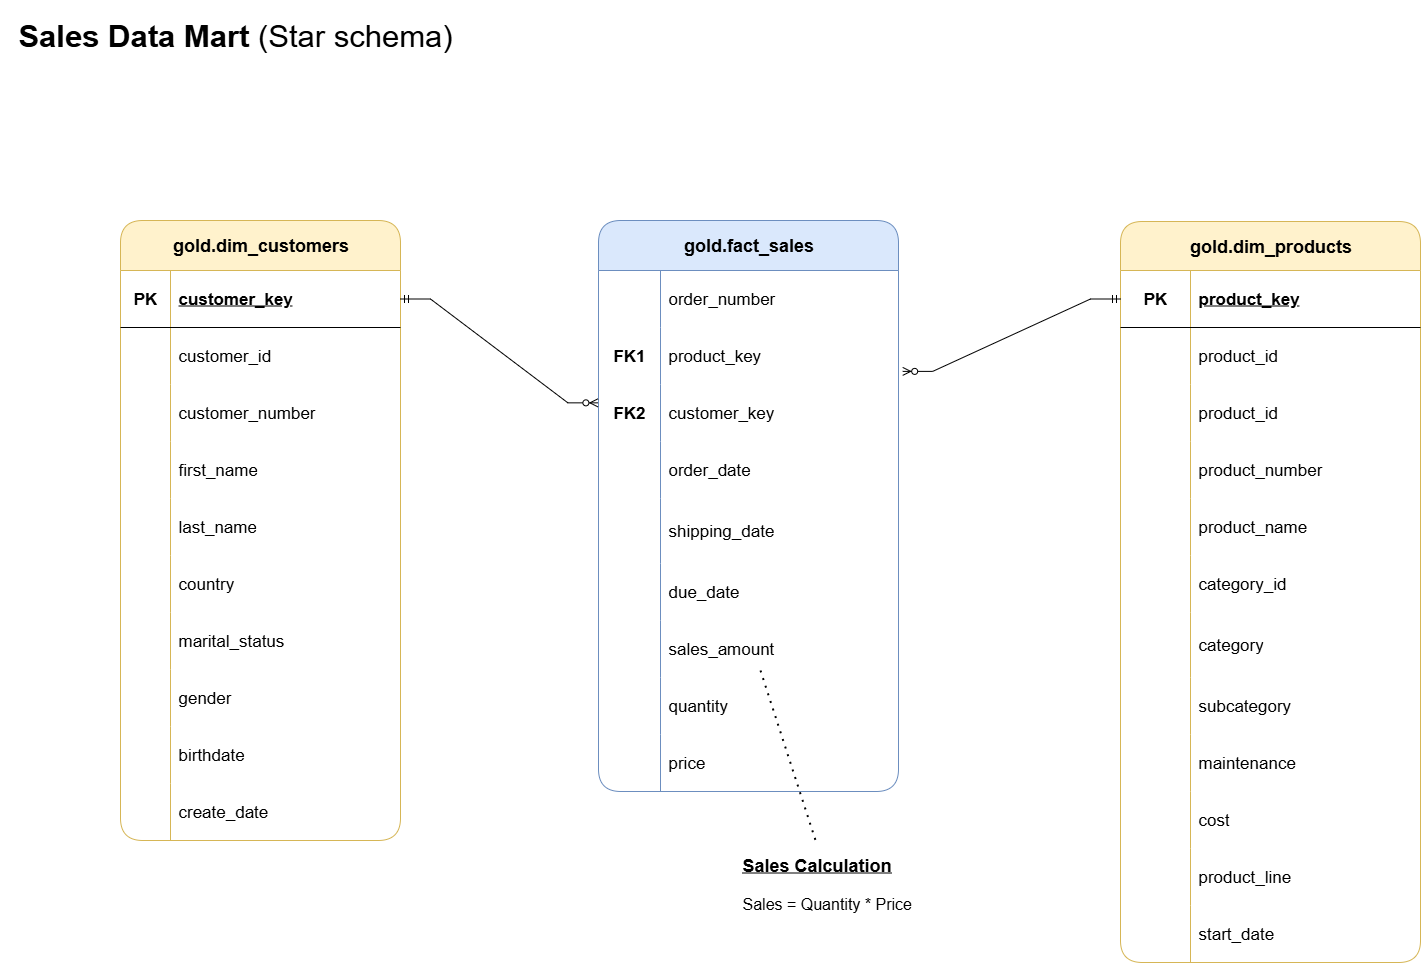 Sales Data Mart (Star schema)
gold.dim_customers
PK customer_key
customer_id
customer_number
first_name
last_name
country
marital_status
gender
birthdate
create_date
gold.fact_sales
order_number
FK1 product_key
FK2 customer_key
order_date
shipping_date
due_date
sales_amount
quantity
price
Sales Calculation
Sales = Quantity * Price
gold.dim_products
PK product_key
product_id
product_id
product_number
product_name
category_id
category
subcategory
maintenance
cost
product_line
start_date